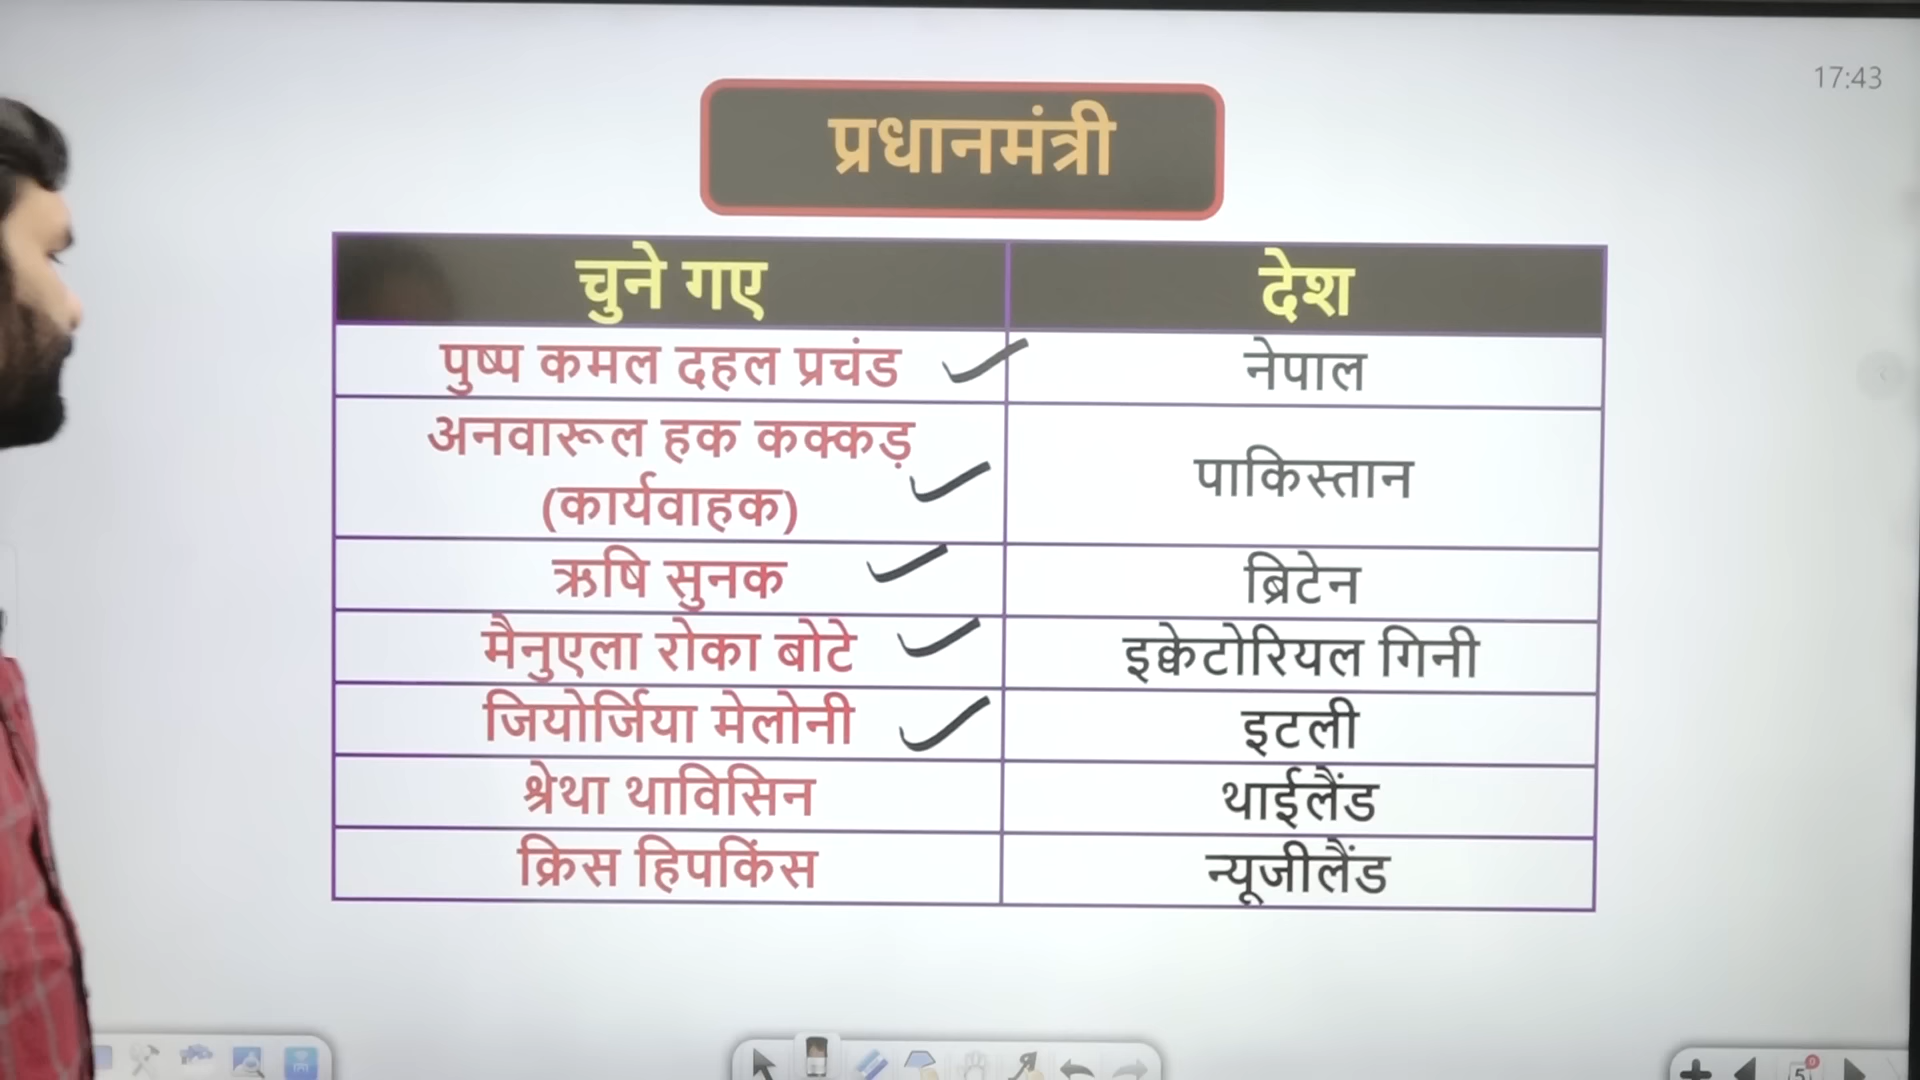 17:43
प्रधानमंत्री
चुने गए देश
पुष्प कमल दहल प्रचंड नेपाल
अनवारूल हक कक्कड़
(कार्यवाहक) पाकिस्तान
ऋषि सुनक ब्रिटेन
मैनुएला रोका बोटे इक्वेटोरियल गिनी
जियोर्जिया मेलोनी इटली
श्रेथा थाविसिन थाईलैंड
क्रिस हिपकिंस न्यूजीलैंड
5